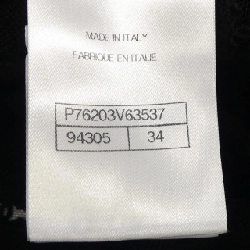 MADE IN ITALY
FABRIQUE EN ITALIE
P76203V63537
94305 34